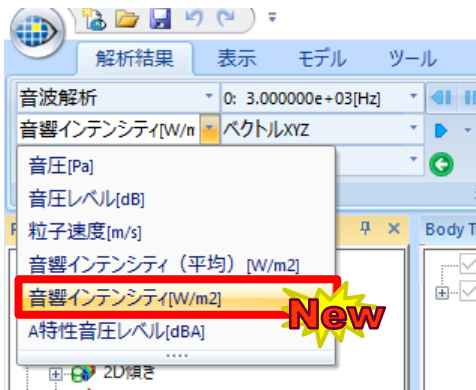 解析結果 表示 モデル ツール
音波解析 0: 3.000000e+03[Hz]
音響インテンシティ[W/m ベクトルXYZ
音圧[Pa]
音圧レベル[dB]
粒子速度[m/s]
Body T
音響インテンシティ（平均）[W/m2]
音響インテンシティ[W/m2]
New
A特性音圧レベル[dBA]
2D傾き